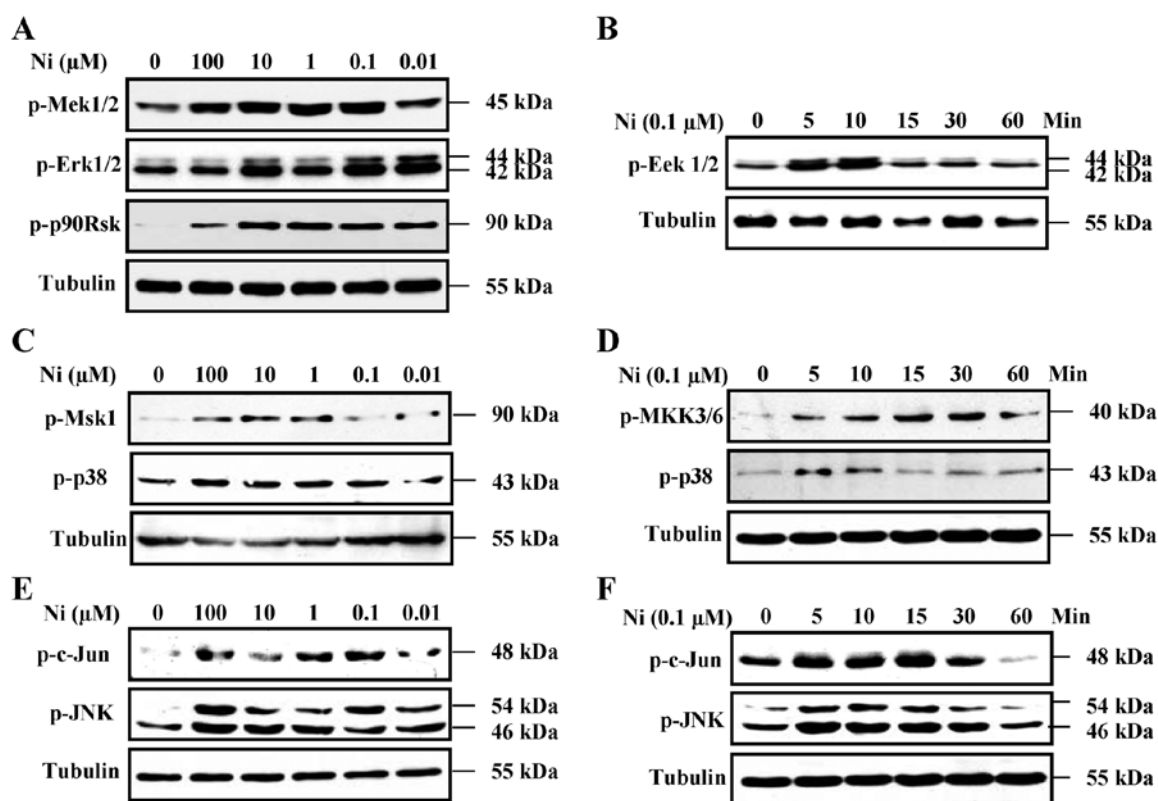 A
Ni (µM) 0 100 10 1 0.1 0.01
p-Mek1/2 45 kDa
p-Erk1/2 44 kDa
42 kDa
p-p90Rsk 90 kDa
Tubulin 55 kDa
B
Ni (0.1 µM) 0 5 10 15 30 60 Min
p-Eek 1/2 44 kDa
42 kDa
Tubulin 55 kDa
C
Ni (µM) 0 100 10 1 0.1 0.01
p-Msk1 90 kDa
p-p38 43 kDa
Tubulin 55 kDa
D
Ni (0.1 µM) 0 5 10 15 30 60 Min
p-MKK3/6 40 kDa
p-p38 43 kDa
Tubulin 55 kDa
E
Ni (µM) 0 100 10 1 0.1 0.01
p-c-Jun 48 kDa
p-JNK 54 kDa
46 kDa
Tubulin 55 kDa
F
Ni (0.1 µM) 0 5 10 15 30 60 Min
p-c-Jun 48 kDa
p-JNK 54 kDa
46 kDa
Tubulin 55 kDa